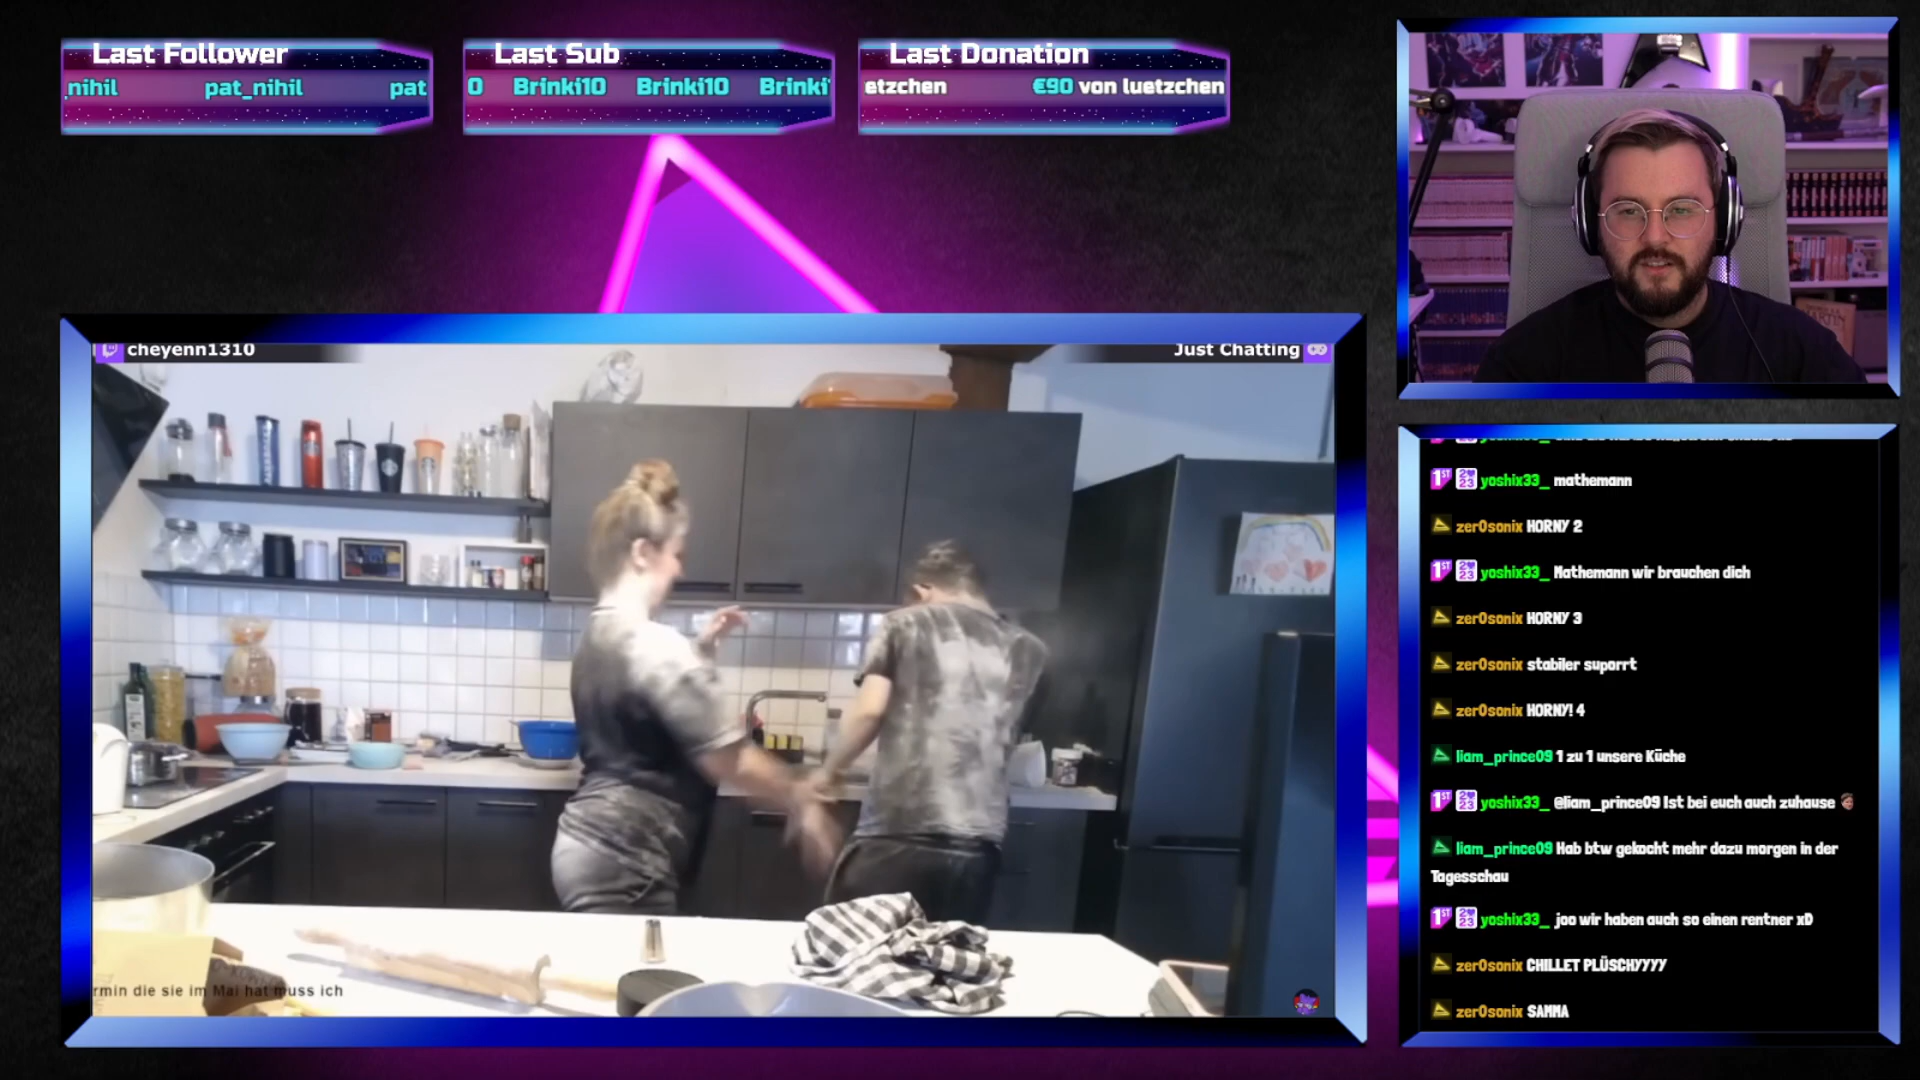 Last Follower
nihil pat_nihil pat
Last Sub
0 Brinki10 Brinki10 Brinki
Last Donation
etzchen €90 von luetzchen
cheyenn1310
Just Chatting
rmin die sie im Mai hat muss ich
yoshix33_ mathemann
zer0sonix HORNY 2
yoshix33_ Mathemann wir brauchen dich
zer0sonix HORNY 3
zer0sonix stabiler suporrt
zer0sonix HORNY! 4
liam_prince09 1 zu 1 unsere Küche
yoshix33_ @liam_prince09 Ist bei euch auch zuhause
liam_prince09 Hab btw gekocht mehr dazu morgen in der
Tagesschau
yoshix33_ joo wir haben auch so einen rentner xD
zer0sonix CHILLET PLÜSCHYYYY
zer0sonix SAMMA